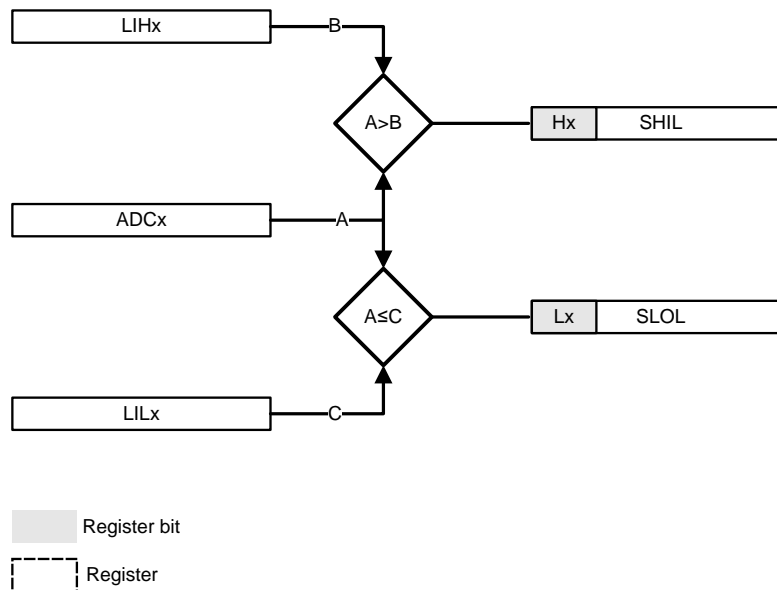 LIHx
B
A>B
Hx SHIL
ADCx
A
A≤C
Lx SLOL
LILx
C
Register bit
Register